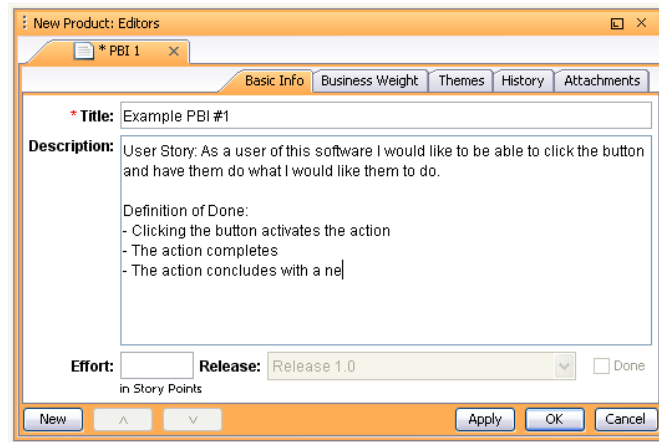 New Product: Editors
* PBI 1
Basic Info Business Weight Themes History Attachments
* Title: Example PBI #1
Description: User Story: As a user of this software I would like to be able to click the button
and have them do what I would like them to do.
Definition of Done:
- Clicking the button activates the action
- The action completes
- The action concludes with a ne
Effort: Release: Release 1.0 Done
in Story Points
New Apply OK Cancel